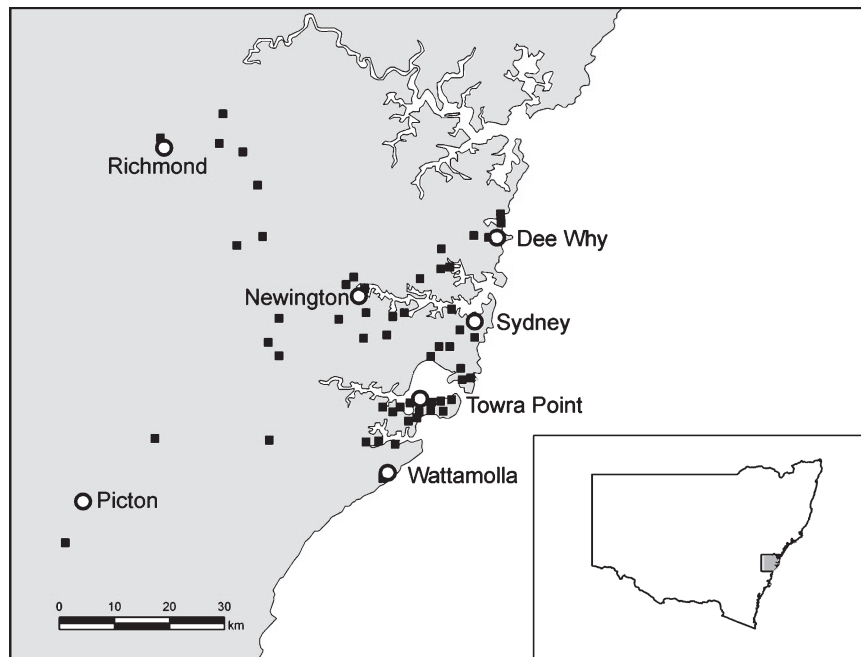 Richmond
Dee Why
Newington
Sydney
Towra Point
Wattamolla
Picton
0 10 20 30
km